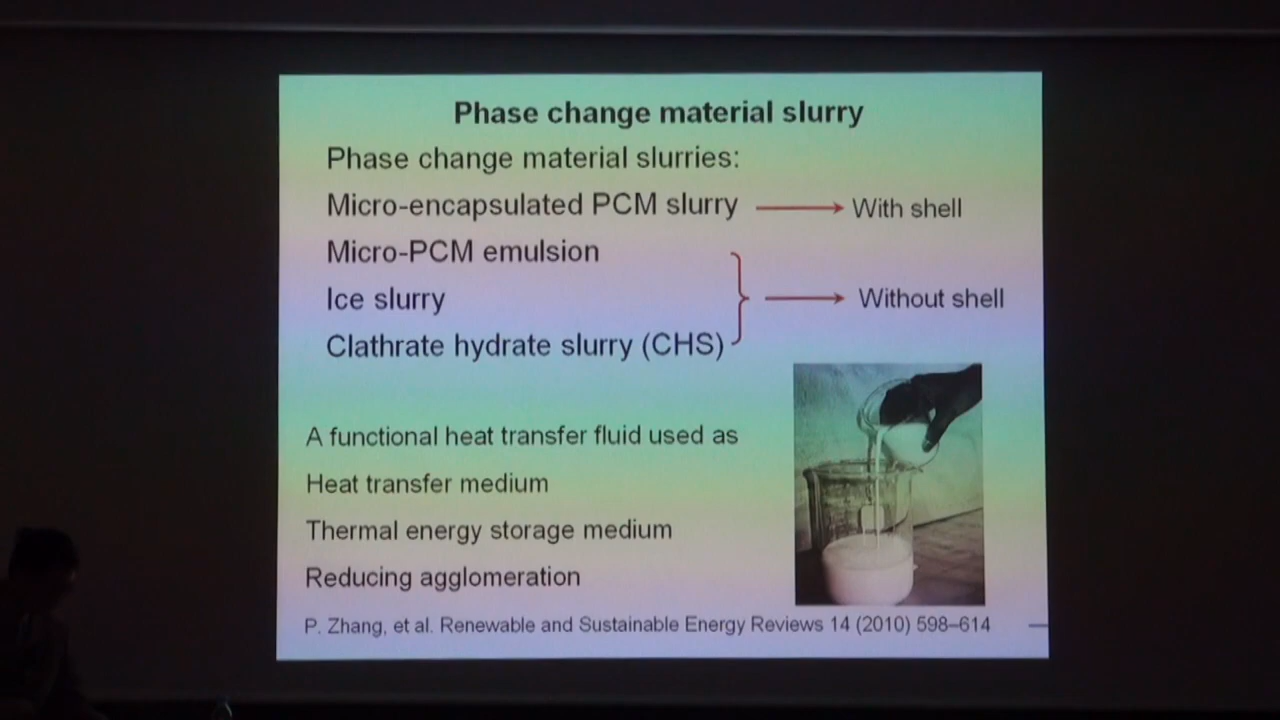 Phase change material slurry
Phase change material slurries:
Micro-encapsulated PCM slurry
With shell
Micro-PCM emulsion
Ice slurry
Without shell
Clathrate hydrate slurry (CHS)
A functional heat transfer fluid used as
Heat transfer medium
Thermal energy storage medium
Reducing agglomeration
P. Zhang, et al. Renewable and Sustainable Energy Reviews 14 (2010) 598–614